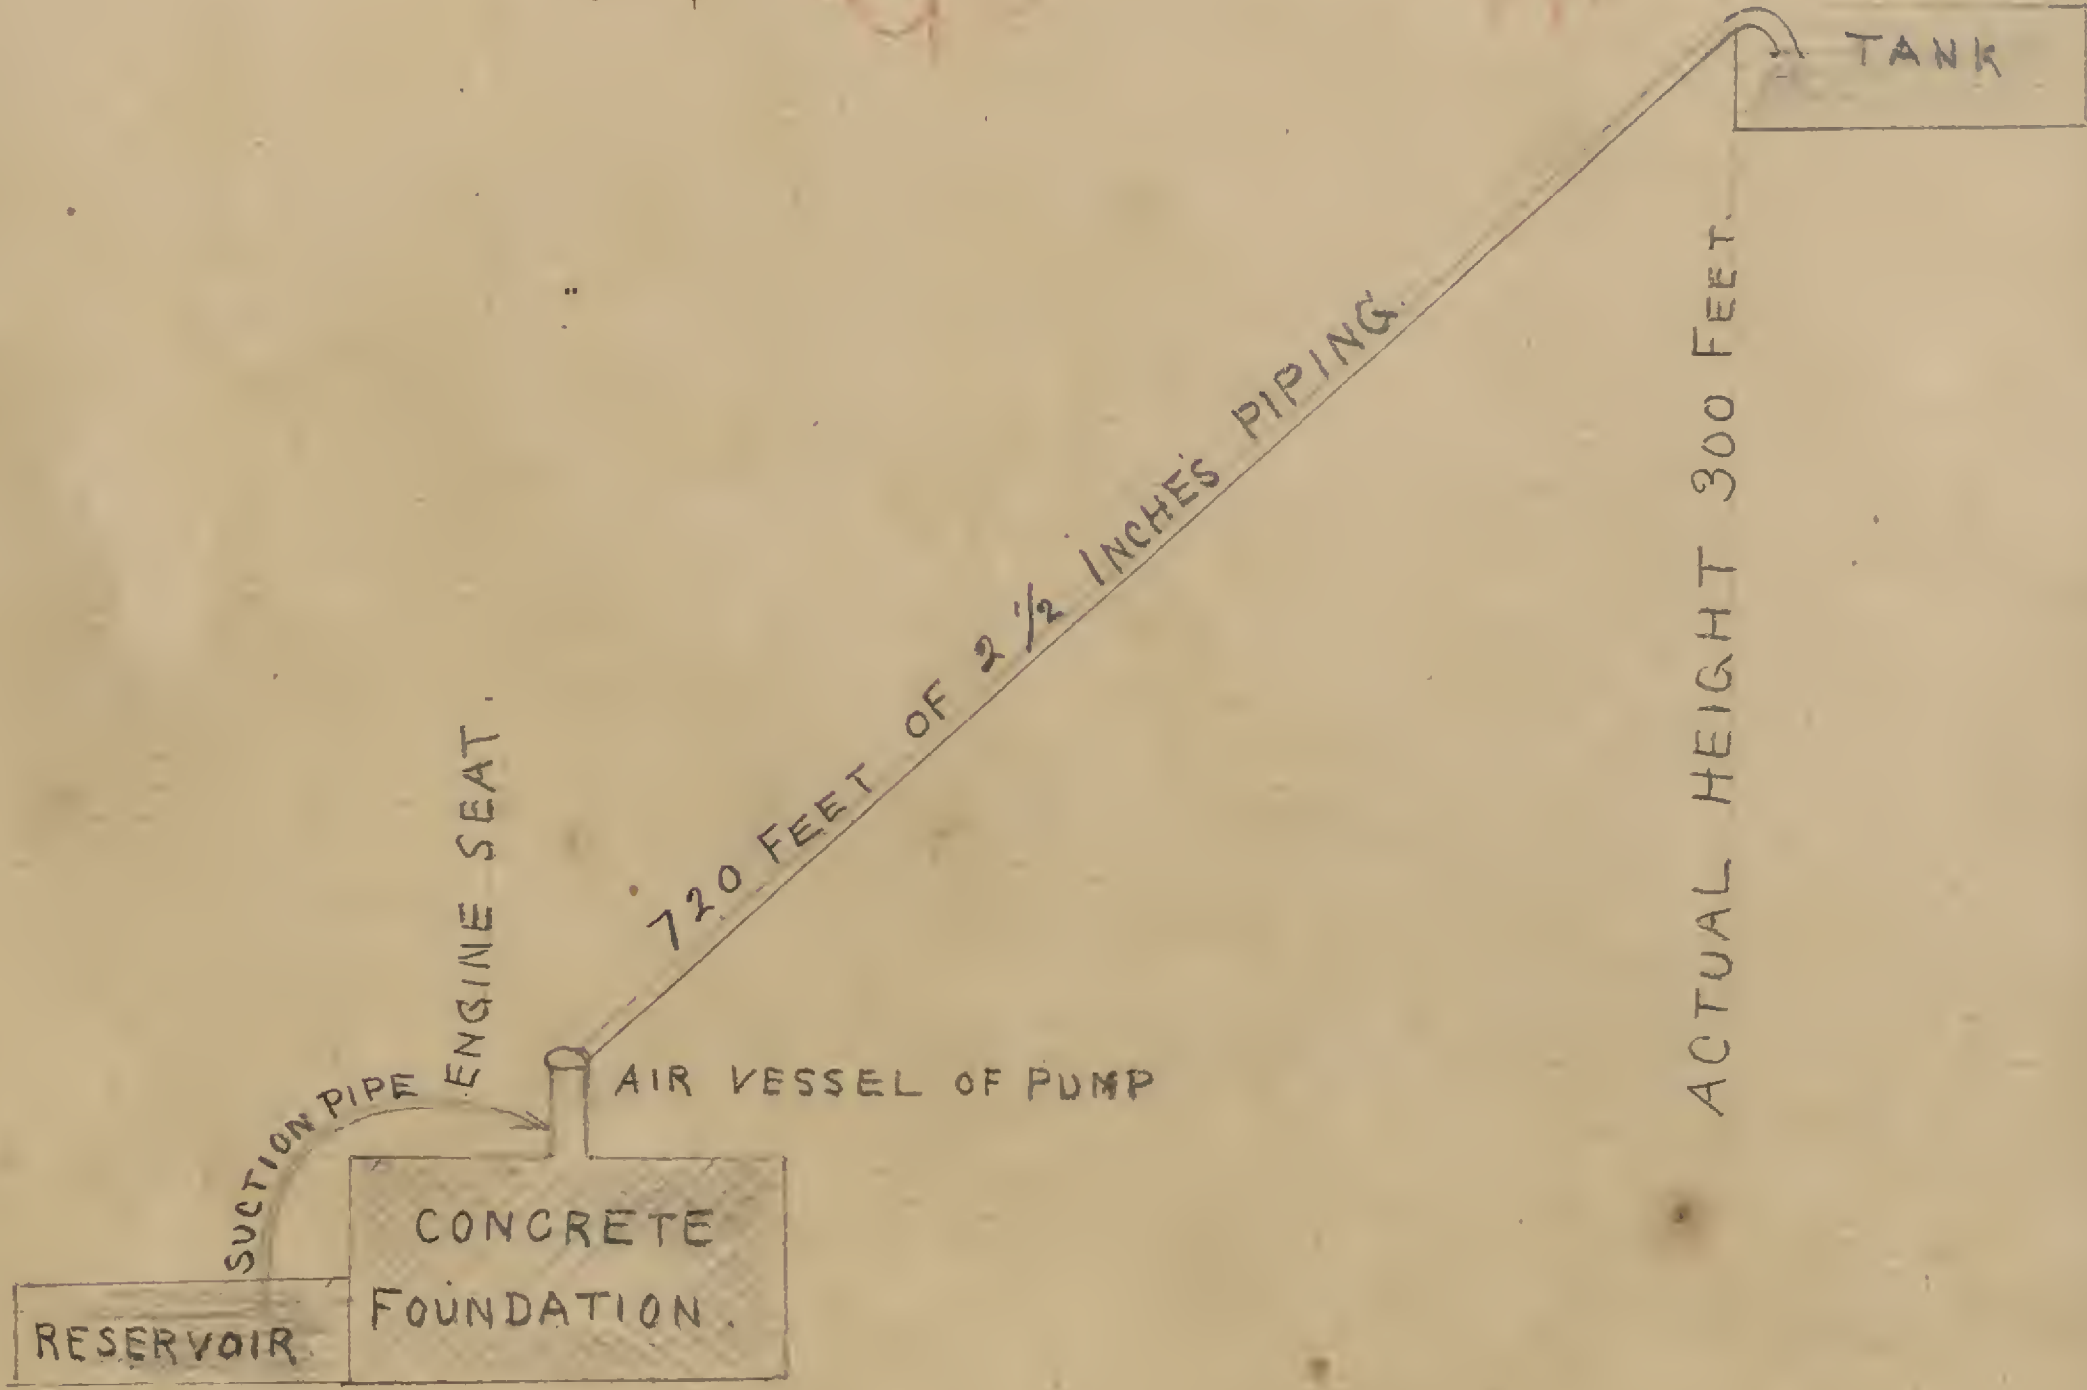 TANK
ACTUAL HEIGHT 300 FEET.
720 FEET OF 2 1/2 INCHES PIPING.
ENGINE SEAT.
SUCTION PIPE
AIR VESSEL OF PUMP
CONCRETE
FOUNDATION.
RESERVOIR.